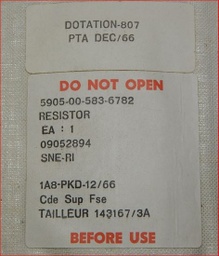 DOTATION-807
PTA DEC/66
DO NOT OPEN
5905-00-583-6782
RESISTOR
EA : 1
09052894
SNE-RI
1A8-PKD-12/66
Cde Sup Fse
TAILLEUR 143167/3A
BEFORE USE